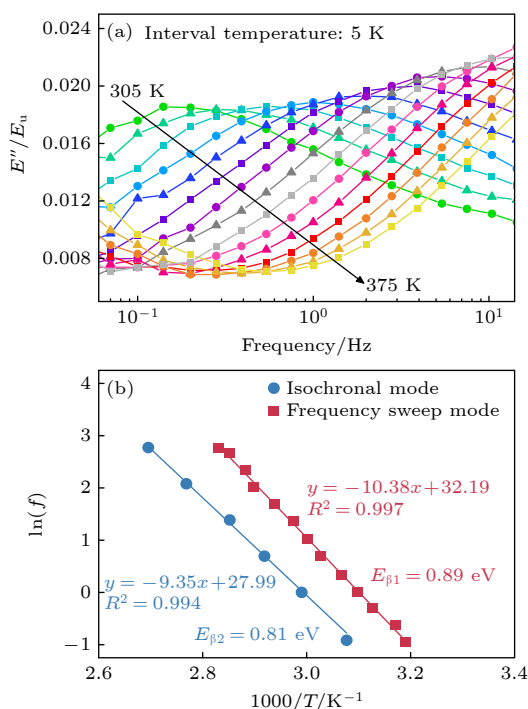 (a) Interval temperature: 5 K
0.024
0.020
0.016
0.012
0.008
E″/Eu
305 K
375 K
10⁻¹ 10⁰ 10¹
Frequency/Hz
(b)
Isochronal mode
Frequency sweep mode
4
3
2
1
0
−1
ln(f)
y = −10.38x+32.19
R² = 0.997
Eβ1 = 0.89 eV
y = −9.35x+27.99
R² = 0.994
Eβ2 = 0.81 eV
2.6 2.8 3.0 3.2 3.4
1000/T/K⁻¹